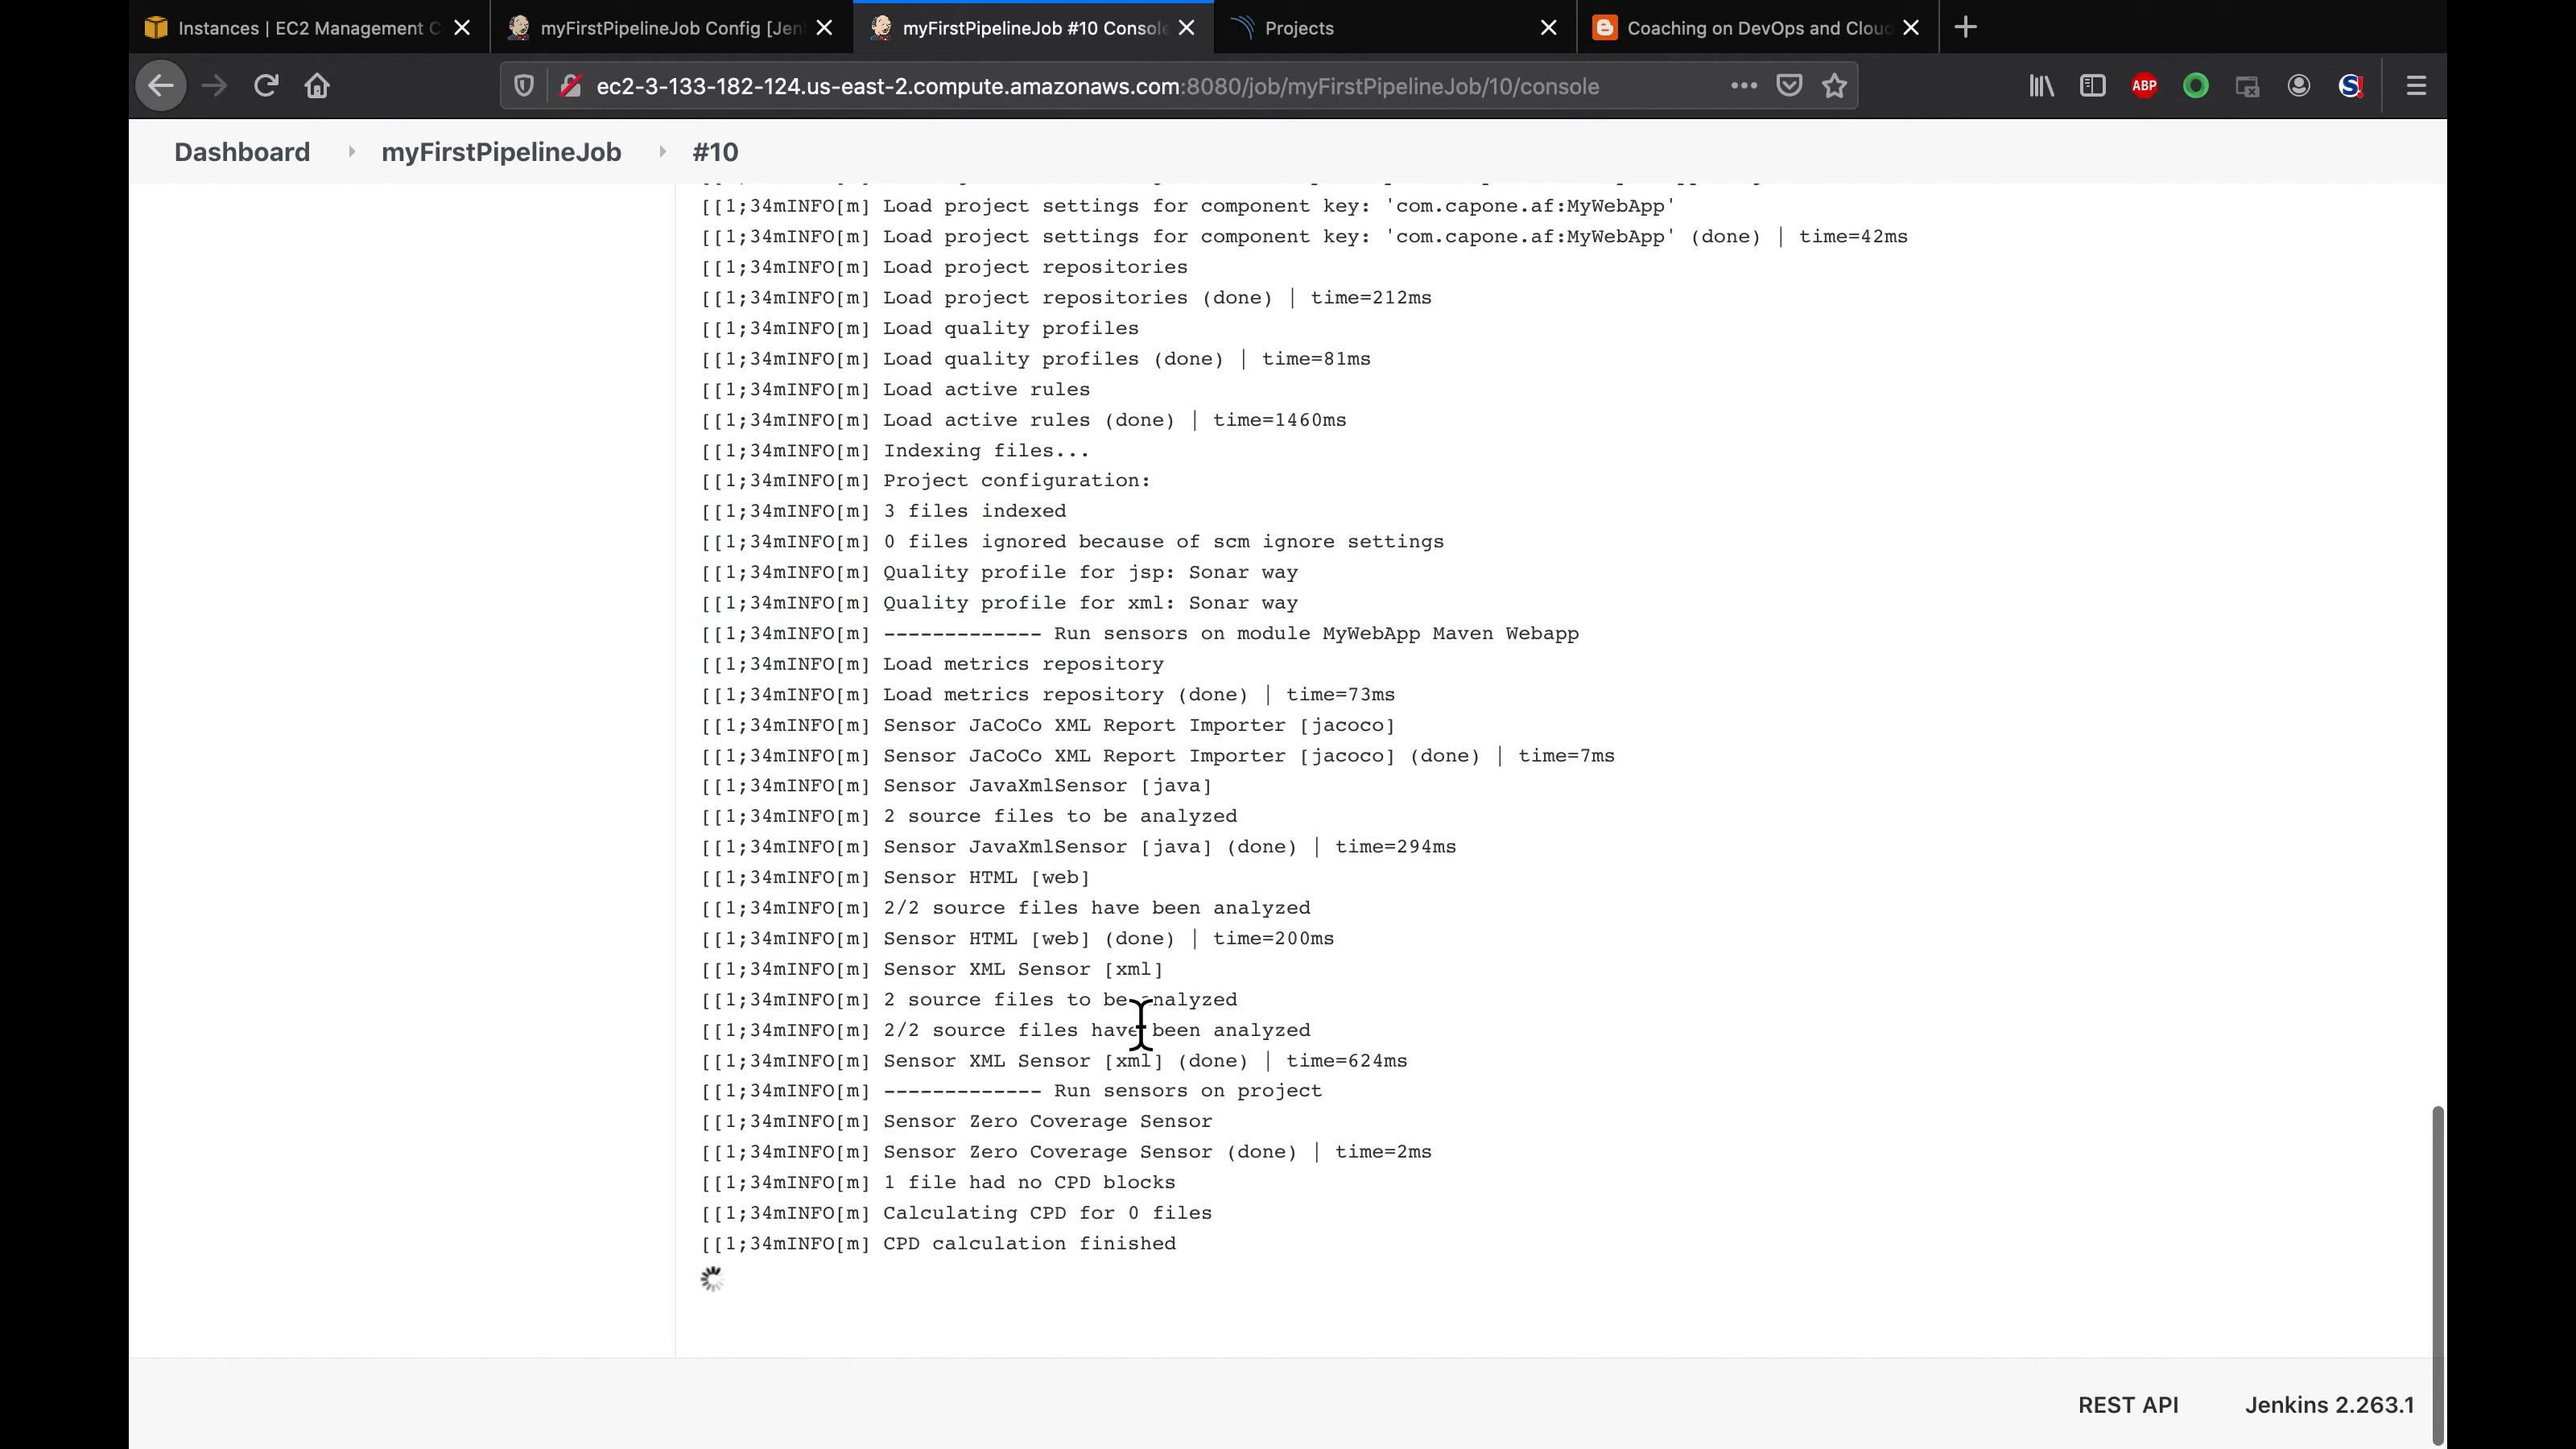 Instances | EC2 Management C
myFirstPipelineJob Config [Jen
myFirstPipelineJob #10 Console
Projects
Coaching on DevOps and Cloud
ec2-3-133-182-124.us-east-2.compute.amazonaws.com:8080/job/myFirstPipelineJob/10/console
ABP
Dashboard
myFirstPipelineJob
#10
[[1;34mINFO[m] Load project settings for component key: 'com.capone.af:MyWebApp'
[[1;34mINFO[m] Load project settings for component key: 'com.capone.af:MyWebApp' (done) | time=42ms
[[1;34mINFO[m] Load project repositories
[[1;34mINFO[m] Load project repositories (done) | time=212ms
[[1;34mINFO[m] Load quality profiles
[[1;34mINFO[m] Load quality profiles (done) | time=81ms
[[1;34mINFO[m] Load active rules
[[1;34mINFO[m] Load active rules (done) | time=1460ms
[[1;34mINFO[m] Indexing files...
[[1;34mINFO[m] Project configuration:
[[1;34mINFO[m] 3 files indexed
[[1;34mINFO[m] 0 files ignored because of scm ignore settings
[[1;34mINFO[m] Quality profile for jsp: Sonar way
[[1;34mINFO[m] Quality profile for xml: Sonar way
[[1;34mINFO[m] ------------- Run sensors on module MyWebApp Maven Webapp
[[1;34mINFO[m] Load metrics repository
[[1;34mINFO[m] Load metrics repository (done) | time=73ms
[[1;34mINFO[m] Sensor JaCoCo XML Report Importer [jacoco]
[[1;34mINFO[m] Sensor JaCoCo XML Report Importer [jacoco] (done) | time=7ms
[[1;34mINFO[m] Sensor JavaXmlSensor [java]
[[1;34mINFO[m] 2 source files to be analyzed
[[1;34mINFO[m] Sensor JavaXmlSensor [java] (done) | time=294ms
[[1;34mINFO[m] Sensor HTML [web]
[[1;34mINFO[m] 2/2 source files have been analyzed
[[1;34mINFO[m] Sensor HTML [web] (done) | time=200ms
[[1;34mINFO[m] Sensor XML Sensor [xml]
[[1;34mINFO[m] 2 source files to be analyzed
[[1;34mINFO[m] 2/2 source files have been analyzed
[[1;34mINFO[m] Sensor XML Sensor [xml] (done) | time=624ms
[[1;34mINFO[m] ------------- Run sensors on project
[[1;34mINFO[m] Sensor Zero Coverage Sensor
[[1;34mINFO[m] Sensor Zero Coverage Sensor (done) | time=2ms
[[1;34mINFO[m] 1 file had no CPD blocks
[[1;34mINFO[m] Calculating CPD for 0 files
[[1;34mINFO[m] CPD calculation finished
REST API
Jenkins 2.263.1